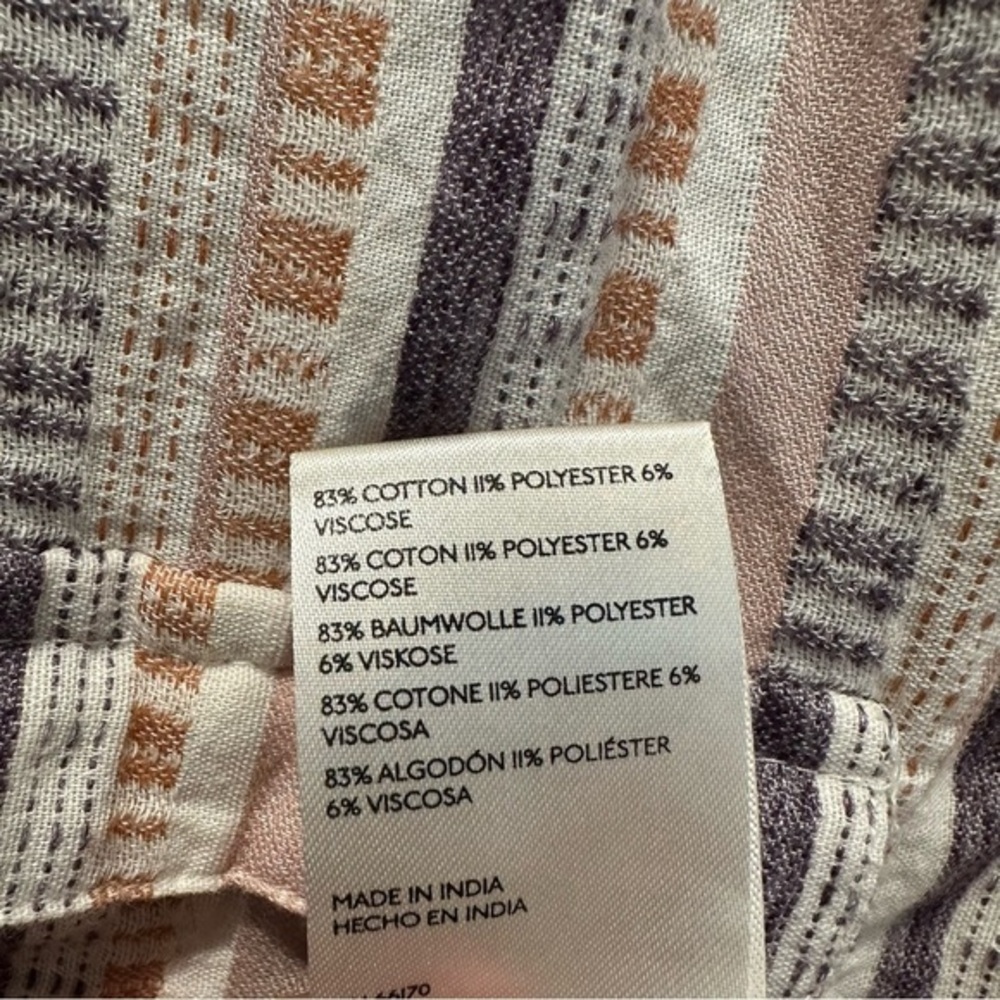 83% COTTON 11% POLYESTER 6%
VISCOSE
83% COTON 11% POLYESTER 6%
VISCOSE
83% BAUMWOLLE 11% POLYESTER
6% VISKOSE
83% COTONE 11% POLIESTERE 6%
VISCOSA
83% ALGODÓN 11% POLIÉSTER
6% VISCOSA
MADE IN INDIA
HECHO EN INDIA